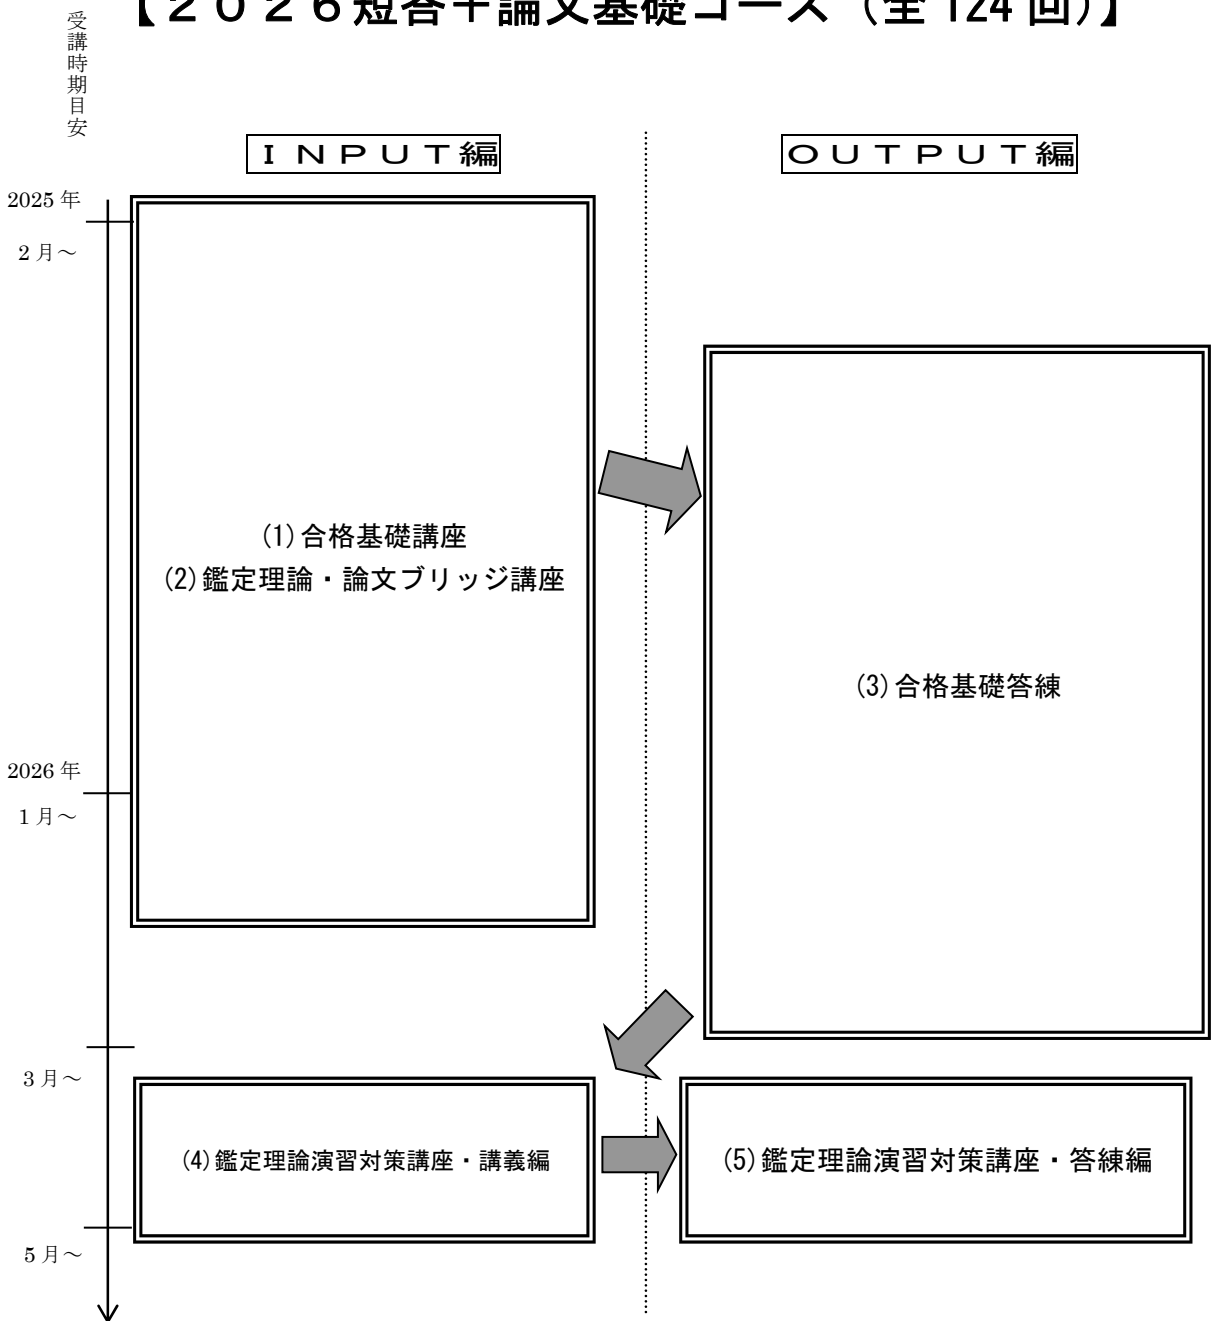 【２０２６短答＋論文基礎コース（全124回）】
受講時期目安
ＩＮＰＵＴ編
ＯＵＴＰＵＴ編
2025年
2月～
(1)合格基礎講座
(2)鑑定理論・論文ブリッジ講座
(3)合格基礎答練
2026年
1月～
3月～
(4)鑑定理論演習対策講座・講義編
(5)鑑定理論演習対策講座・答練編
5月～